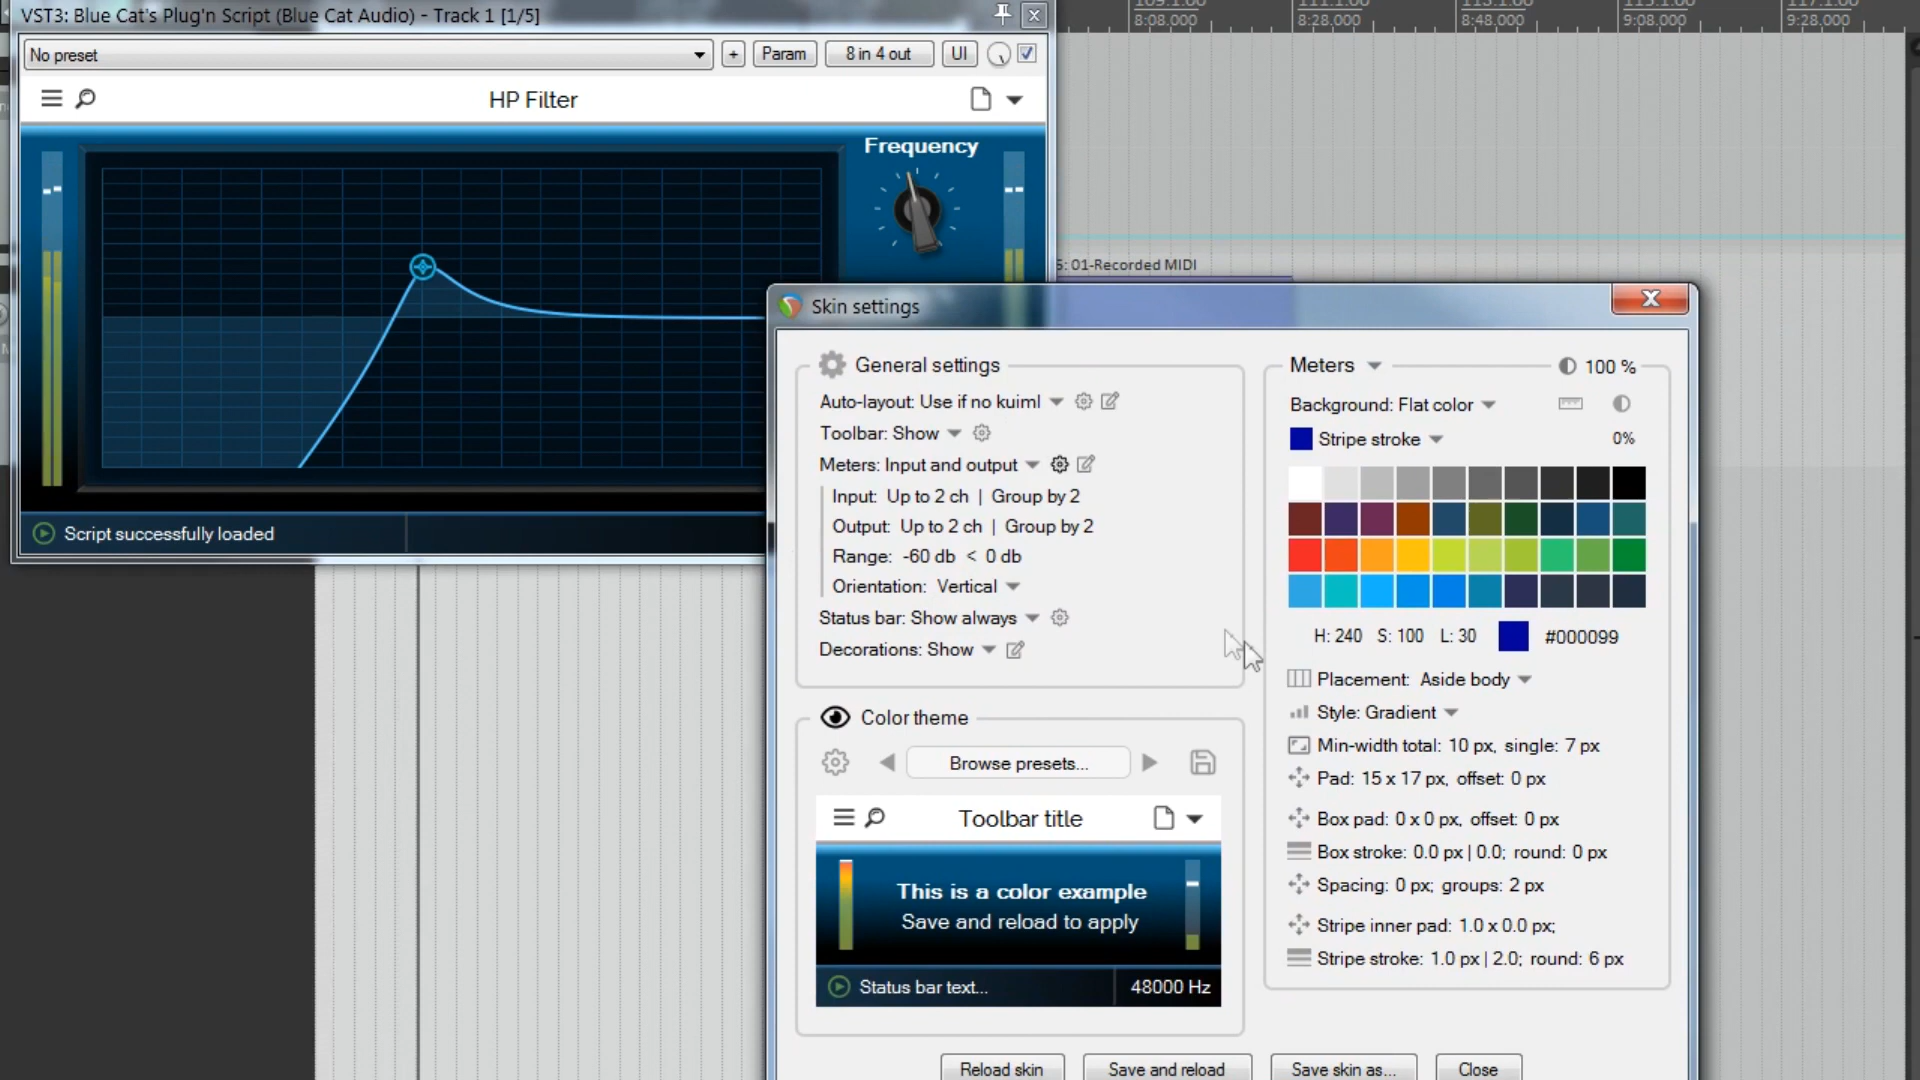 VST3: Blue Cat's Plug'n Script (Blue Cat Audio) - Track 1 [1/5]
8:08.000
8:28.000
8:48.000
9:08.000
9:28.000
No preset
+
Param
8 in 4 out
UI
HP Filter
Frequency
01-Recorded MIDI
Script successfully loaded
Skin settings
General settings
Auto-layout: Use if no kuiml
Toolbar: Show
Meters: Input and output
Input: Up to 2 ch | Group by 2
Output: Up to 2 ch | Group by 2
Range: -60 db < 0 db
Orientation: Vertical
Status bar: Show always
Decorations: Show
Color theme
Browse presets...
Toolbar title
This is a color example
Save and reload to apply
Status bar text...
48000 Hz
Meters
100 %
Background: Flat color
Stripe stroke
0%
H: 240 S: 100 L: 30
#000099
Placement: Aside body
Style: Gradient
Min-width total: 10 px, single: 7 px
Pad: 15 x 17 px, offset: 0 px
Box pad: 0 x 0 px, offset: 0 px
Box stroke: 0.0 px | 0.0; round: 0 px
Spacing: 0 px; groups: 2 px
Stripe inner pad: 1.0 x 0.0 px;
Stripe stroke: 1.0 px | 2.0; round: 6 px
Reload skin
Save and reload
Save skin as...
Close